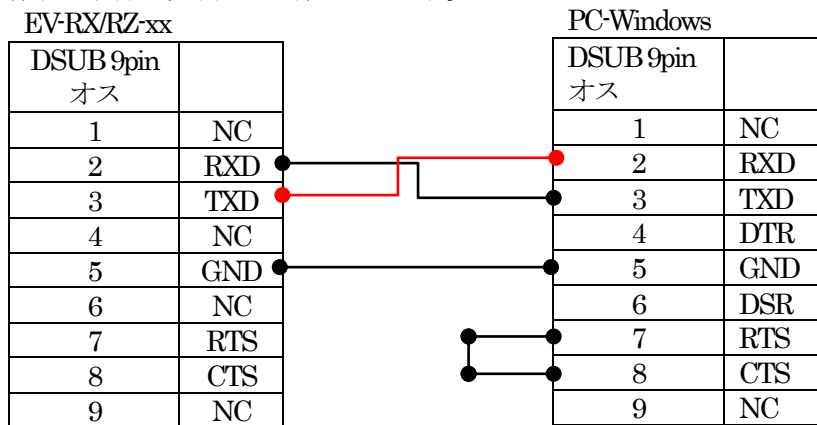 EV-RX/RZ-xx
DSUB 9pin
オス
1 NC
2 RXD
3 TXD
4 NC
5 GND
6 NC
7 RTS
8 CTS
9 NC
PC-Windows
DSUB 9pin
オス
1 NC
2 RXD
3 TXD
4 DTR
5 GND
6 DSR
7 RTS
8 CTS
9 NC